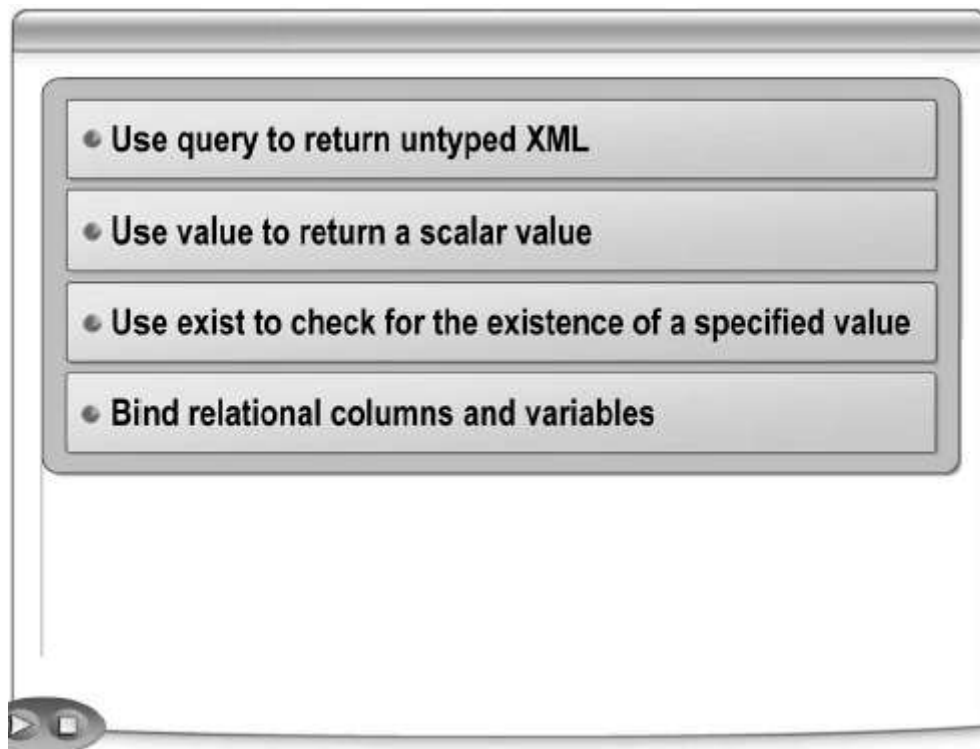 Use query to return untyped XML
Use value to return a scalar value
Use exist to check for the existence of a specified value
Bind relational columns and variables